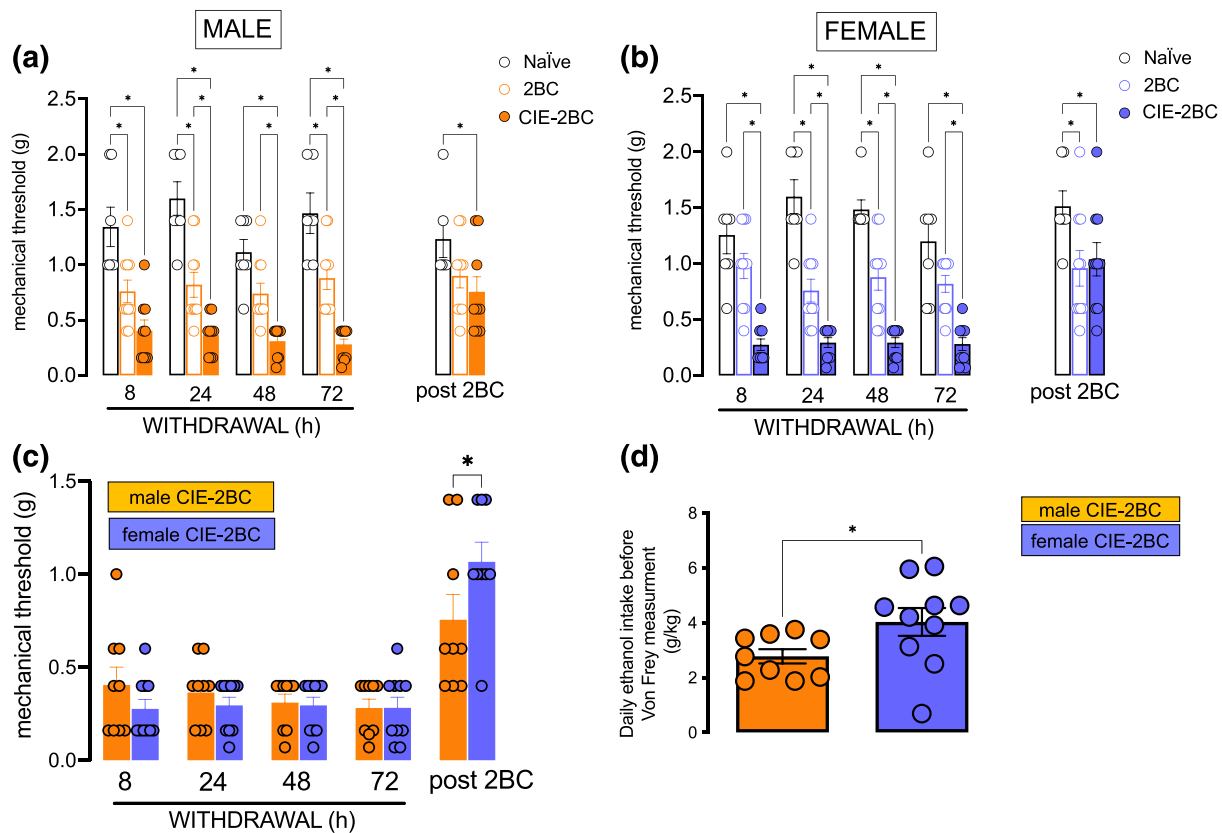 MALE
(a)
NaÏve
2BC
CIE-2BC
mechanical threshold (g)
2.5
2.0
1.5
1.0
0.5
0.0
* * * * * * * * * *
8 24 48 72 post 2BC
WITHDRAWAL (h)
FEMALE
(b)
NaÏve
2BC
CIE-2BC
mechanical threshold (g)
2.5
2.0
1.5
1.0
0.5
0.0
* * * * * * * * * * * *
8 24 48 72 post 2BC
WITHDRAWAL (h)
(c)
male CIE-2BC
female CIE-2BC
mechanical threshold (g)
1.5
1.0
0.5
0.0
*
8 24 48 72 post 2BC
WITHDRAWAL (h)
(d)
male CIE-2BC
female CIE-2BC
Daily ethanol intake before
Von Frey measurment
(g/kg)
8
6
4
2
0
*